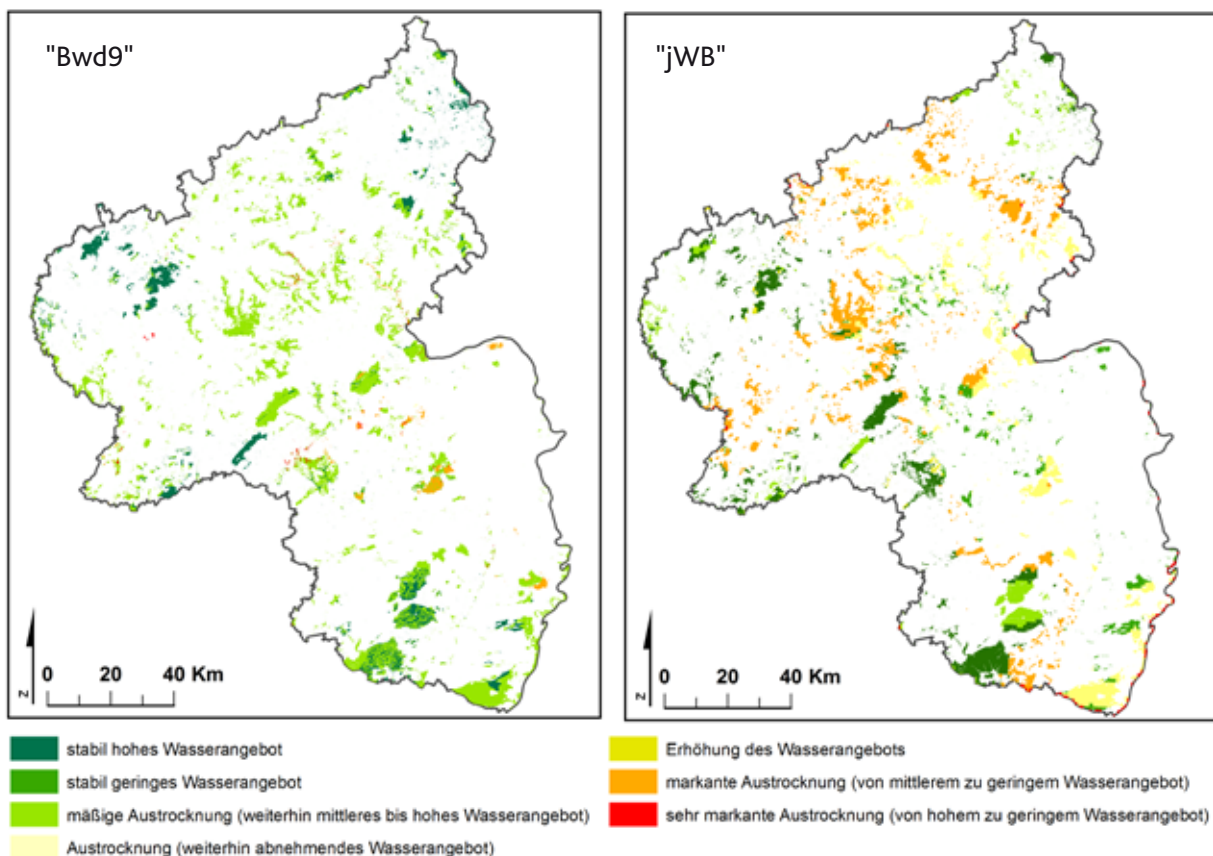 "Bwd9"
"jWB"
N
0 20 40 Km
N
0 20 40 Km
stabil hohes Wasserangebot
stabil geringes Wasserangebot
mäßige Austrocknung (weiterhin mittleres bis hohes Wasserangebot)
Austrocknung (weiterhin abnehmendes Wasserangebot)
Erhöhung des Wasserangebots
markante Austrocknung (von mittlerem zu geringem Wasserangebot)
sehr markante Austrocknung (von hohem zu geringem Wasserangebot)